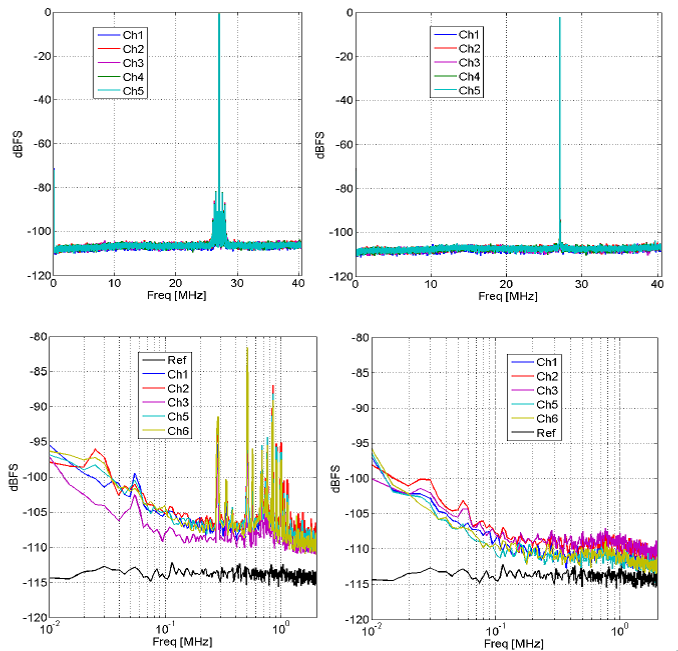 0
-20
-40
-60
-80
-100
-120
dBFS
Ch1
Ch2
Ch3
Ch4
Ch5
0 10 20 30 40
Freq [MHz]
0
-20
-40
-60
-80
-100
-120
dBFS
Ch1
Ch2
Ch3
Ch4
Ch5
0 10 20 30 40
Freq [MHz]
-80
-85
-90
-95
-100
-105
-110
-115
-120
dBFS
Ref
Ch1
Ch2
Ch3
Ch5
Ch6
10-2 10-1 100
Freq [MHz]
-80
-85
-90
-95
-100
-105
-110
-115
-120
dBFS
Ch1
Ch2
Ch3
Ch5
Ch6
Ref
10-2 10-1 100
Freq [MHz]